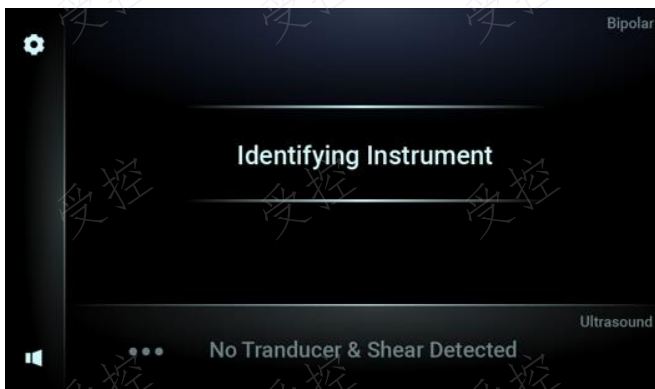 受控 受控 受控
Bipolar
Identifying Instrument
受控 受控 受控
Ultrasound
No Tranducer & Shear Detected
受控 受控 受控